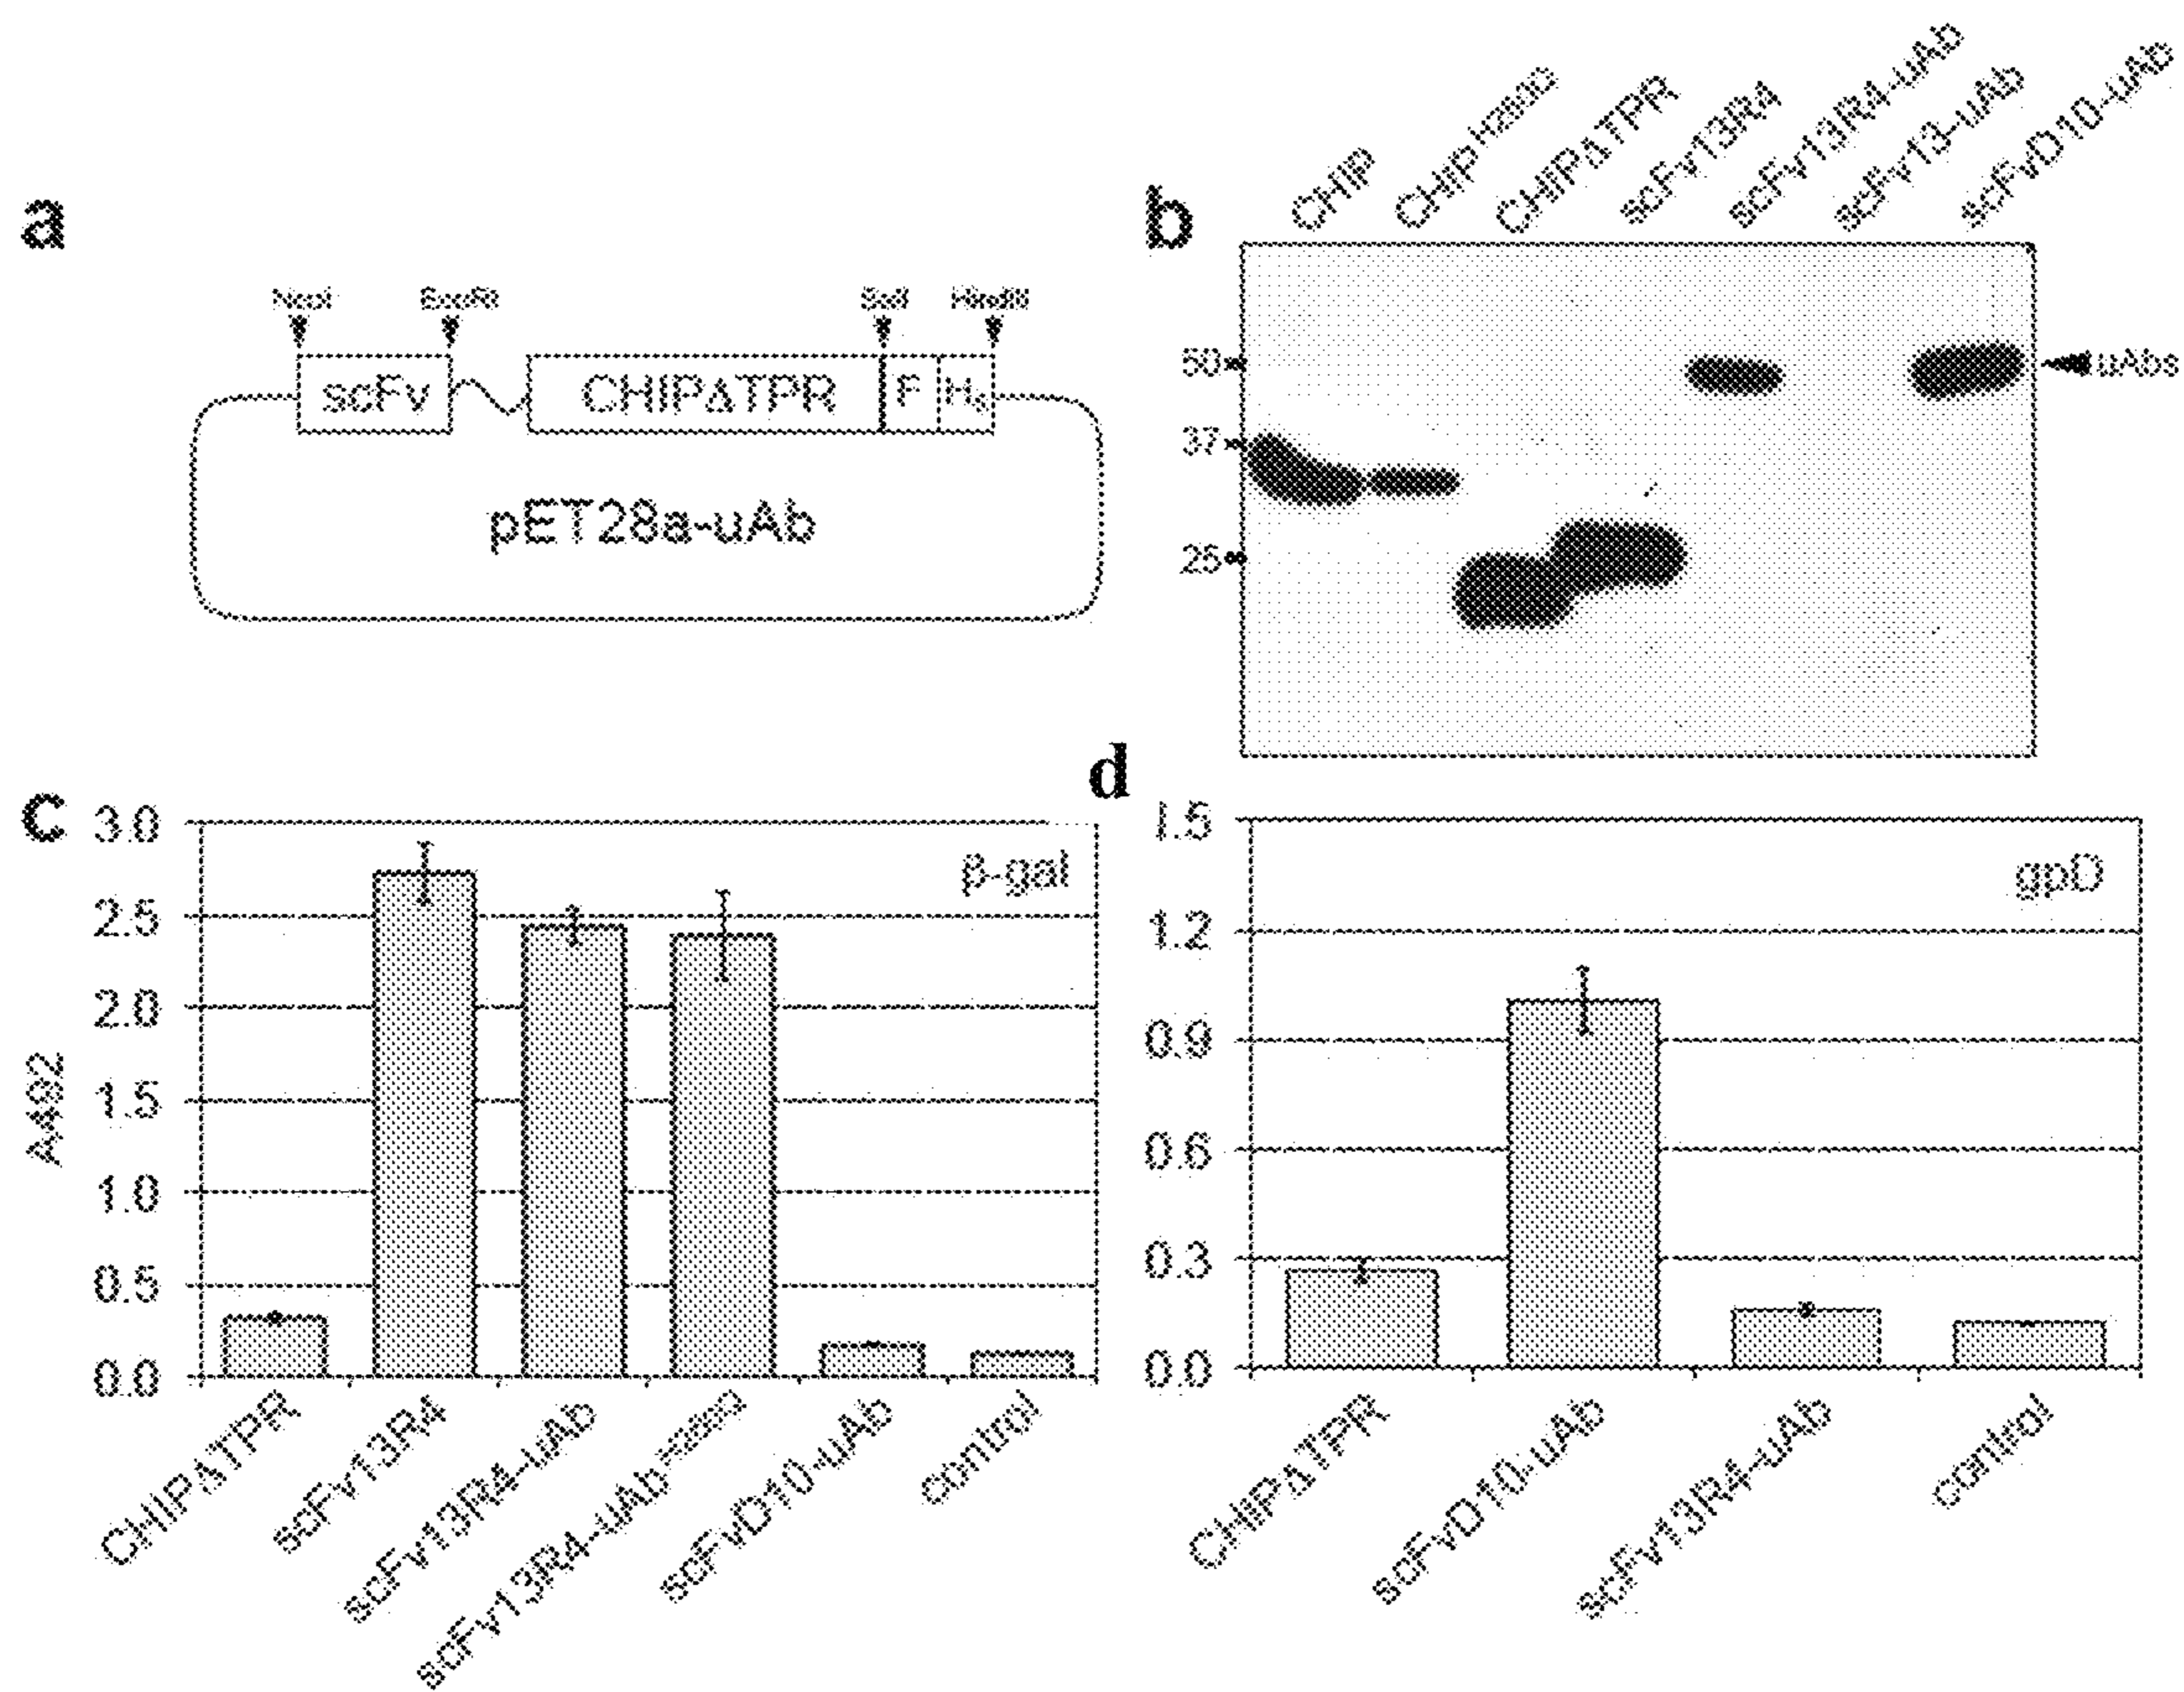 a
NcoI EcoRI SalI HindIII
scFv CHIPΔTPR F H₆
pET28a-uAb
b
CHIP
CHIPΔTPR
scFv13R4
scFv13R4-uAb
scFv13-uAb
scFvD10-uAb
50
37
25
uAbs
c
A492
3.0
2.5
2.0
1.5
1.0
0.5
0.0
β-gal
CHIPΔTPR
scFv13R4
scFv13R4-uAb
scFv13R4-uAb
scFvD10-uAb
control
d
1.5
1.2
0.9
0.6
0.3
0.0
gpD
CHIPΔTPR
scFvD10-uAb
scFv13R4-uAb
control